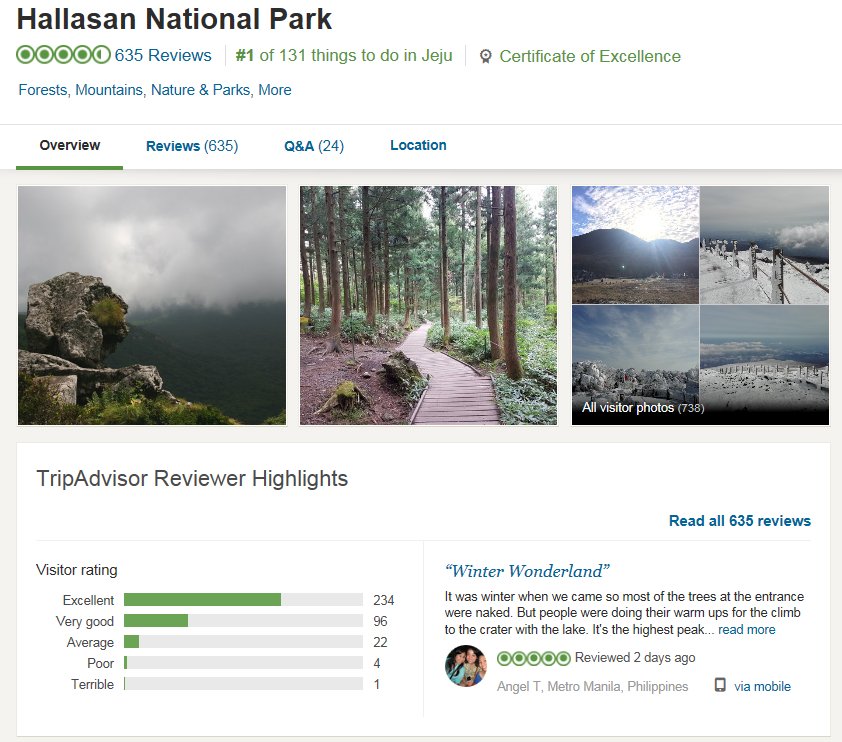 Hallasan National Park
635 Reviews #1 of 131 things to do in Jeju Certificate of Excellence
Forests, Mountains, Nature & Parks, More
Overview Reviews (635) Q&A (24) Location
All visitor photos (738)
TripAdvisor Reviewer Highlights
Read all 635 reviews
Visitor rating
Excellent 234
Very good 96
Average 22
Poor 4
Terrible 1
“Winter Wonderland”
It was winter when we came so most of the trees at the entrance
were naked. But people were doing their warm ups for the climb
to the crater with the lake. It's the highest peak... read more
Reviewed 2 days ago
Angel T, Metro Manila, Philippines via mobile